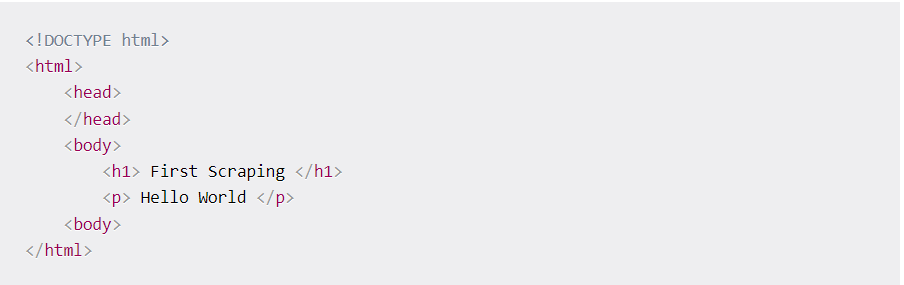 <!DOCTYPE html>
<html>
    <head>
    </head>
    <body>
        <h1> First Scraping </h1>
        <p> Hello World </p>
    <body>
</html>